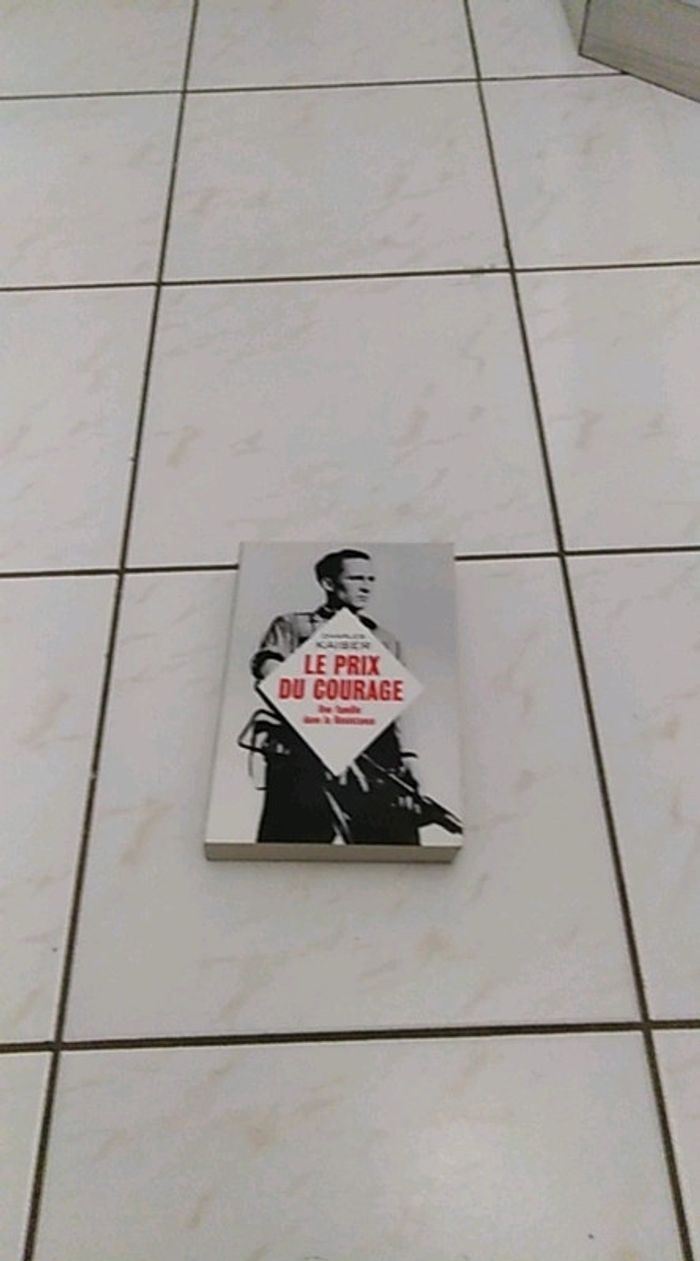 CHARLES
KAISER
LE PRIX
DU COURAGE
Une famille
dans la Résistance